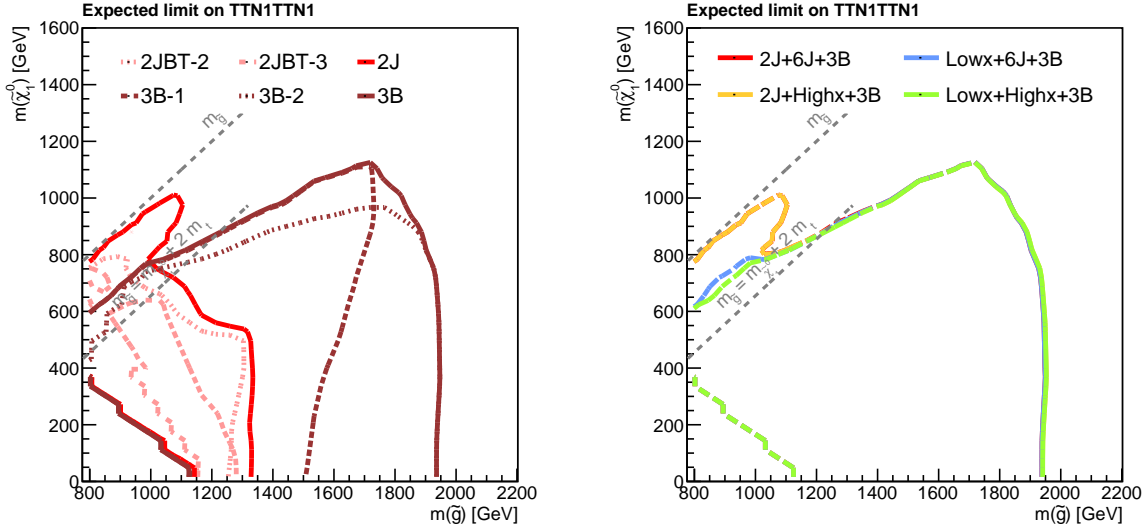 Expected limit on TTN1TTN1
m(χ̃₁⁰) [GeV]
1600
1400
1200
1000
800
600
400
200
0
2JBT-2 2JBT-3 2J
3B-1 3B-2 3B
m_g̃
m_g̃ = m_χ̃₁⁰ + 2 m_t
800 1000 1200 1400 1600 1800 2000 2200
m(g̃) [GeV]
Expected limit on TTN1TTN1
m(χ̃₁⁰) [GeV]
1600
1400
1200
1000
800
600
400
200
0
2J+6J+3B Lowx+6J+3B
2J+Highx+3B Lowx+Highx+3B
m_g̃
m_g̃ = m_χ̃₁⁰ + 2 m_t
800 1000 1200 1400 1600 1800 2000 2200
m(g̃) [GeV]